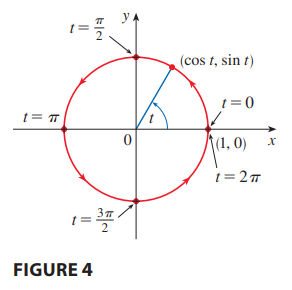 y
t = π/2
(cos t, sin t)
t = 0
t = π
t
0
(1, 0)
x
t = 2π
t = 3π/2
FIGURE 4